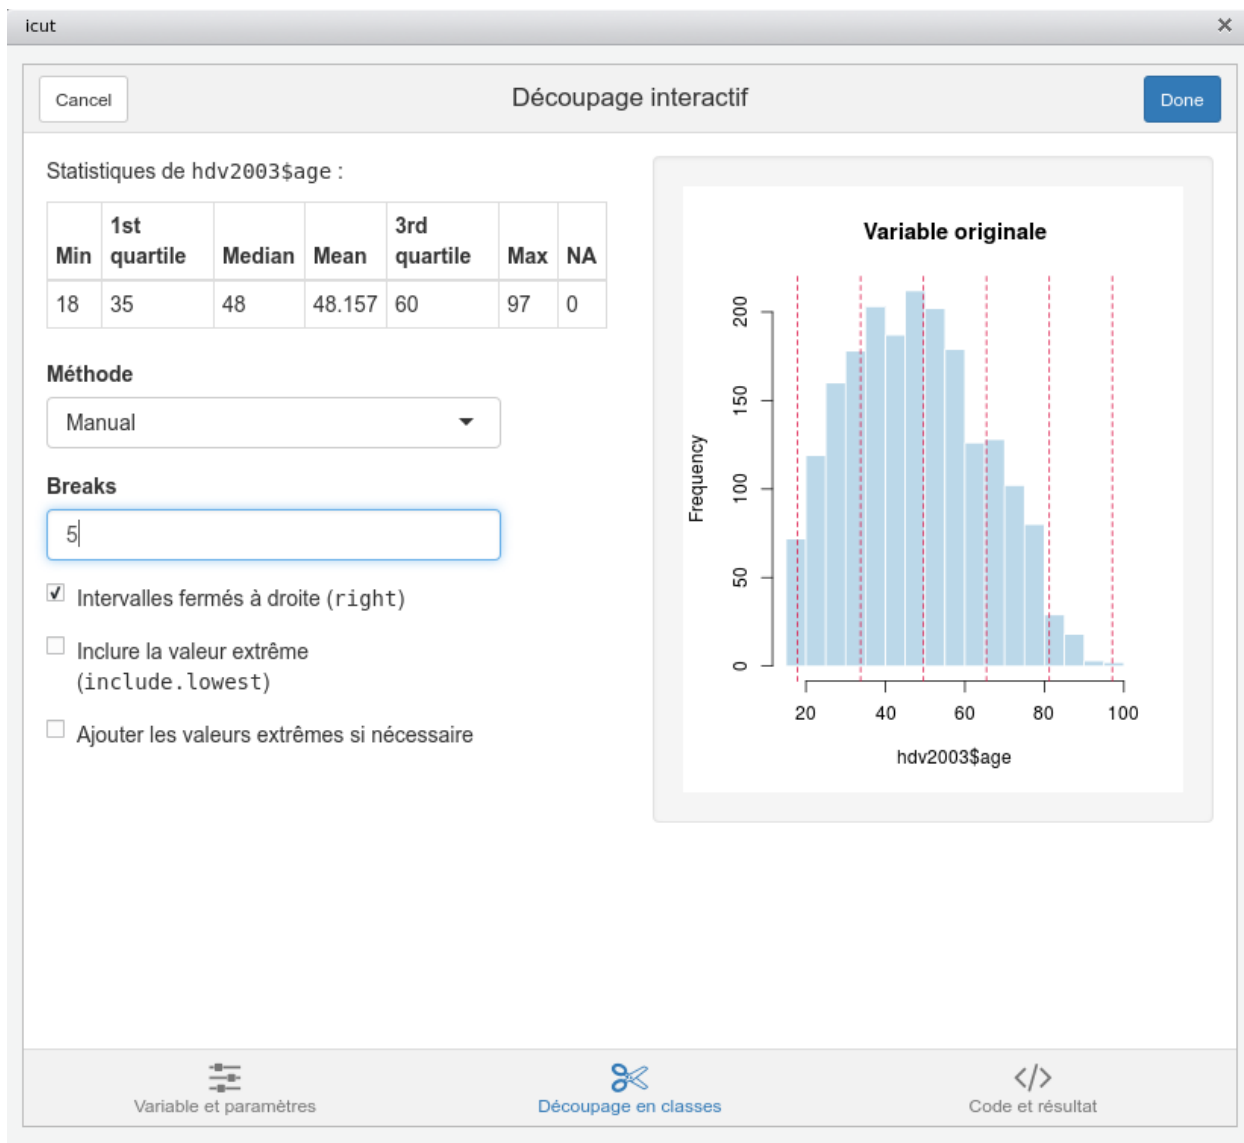 icut
Cancel
Découpage interactif
Done
Statistiques de hdv2003$age :
Min 1st quartile Median Mean 3rd quartile Max NA
18 35 48 48.157 60 97 0
Méthode
Manual
Breaks
5
Intervalles fermés à droite (right)
Inclure la valeur extrême
(include.lowest)
Ajouter les valeurs extrêmes si nécessaire
Variable originale
Frequency
200
150
100
50
0
20 40 60 80 100
hdv2003$age
Variable et paramètres
Découpage en classes
Code et résultat